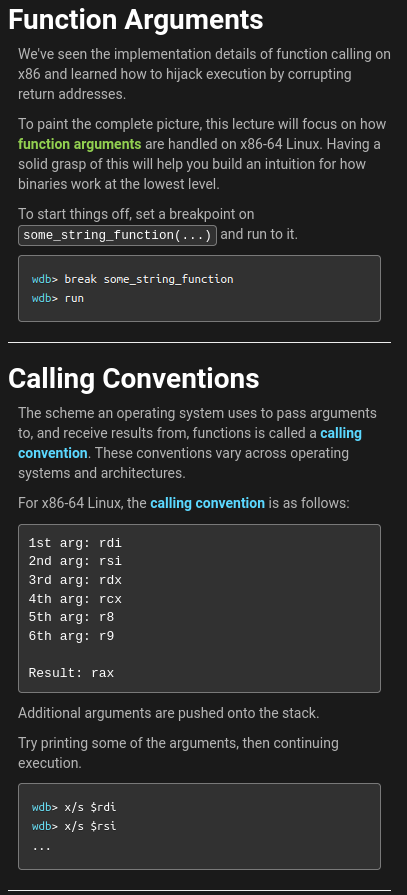 Function Arguments
We've seen the implementation details of function calling on
x86 and learned how to hijack execution by corrupting
return addresses.
To paint the complete picture, this lecture will focus on how
function arguments are handled on x86-64 Linux. Having a
solid grasp of this will help you build an intuition for how
binaries work at the lowest level.
To start things off, set a breakpoint on
some_string_function(...) and run to it.
wdb> break some_string_function
wdb> run
Calling Conventions
The scheme an operating system uses to pass arguments
to, and receive results from, functions is called a calling
convention. These conventions vary across operating
systems and architectures.
For x86-64 Linux, the calling convention is as follows:
1st arg: rdi
2nd arg: rsi
3rd arg: rdx
4th arg: rcx
5th arg: r8
6th arg: r9
Result: rax
Additional arguments are pushed onto the stack.
Try printing some of the arguments, then continuing
execution.
wdb> x/s $rdi
wdb> x/s $rsi
...